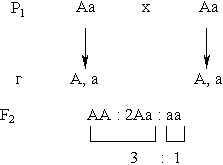 P1 Aa x Aa
г A, a A, a
F2 AA : 2Aa : aa
3 : 1